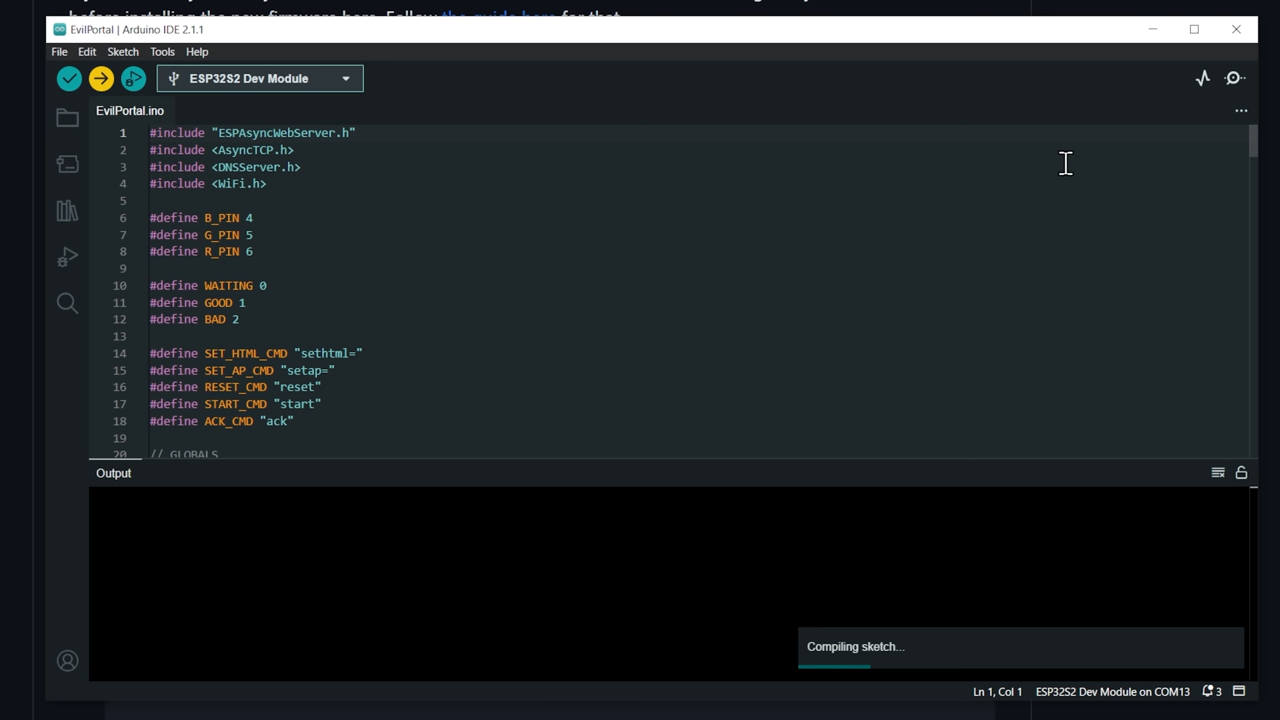 before installing the new firmware here. Follow the guide here for that.
EvilPortal | Arduino IDE 2.1.1
File Edit Sketch Tools Help
ESP32S2 Dev Module
EvilPortal.ino
1 #include "ESPAsyncWebServer.h"
2 #include <AsyncTCP.h>
3 #include <DNSServer.h>
4 #include <WiFi.h>
5
6 #define B_PIN 4
7 #define G_PIN 5
8 #define R_PIN 6
9
10 #define WAITING 0
11 #define GOOD 1
12 #define BAD 2
13
14 #define SET_HTML_CMD "sethtml="
15 #define SET_AP_CMD "setap="
16 #define RESET_CMD "reset"
17 #define START_CMD "start"
18 #define ACK_CMD "ack"
19
20 // GLOBALS
Output
Compiling sketch...
Ln 1, Col 1 ESP32S2 Dev Module on COM13 3